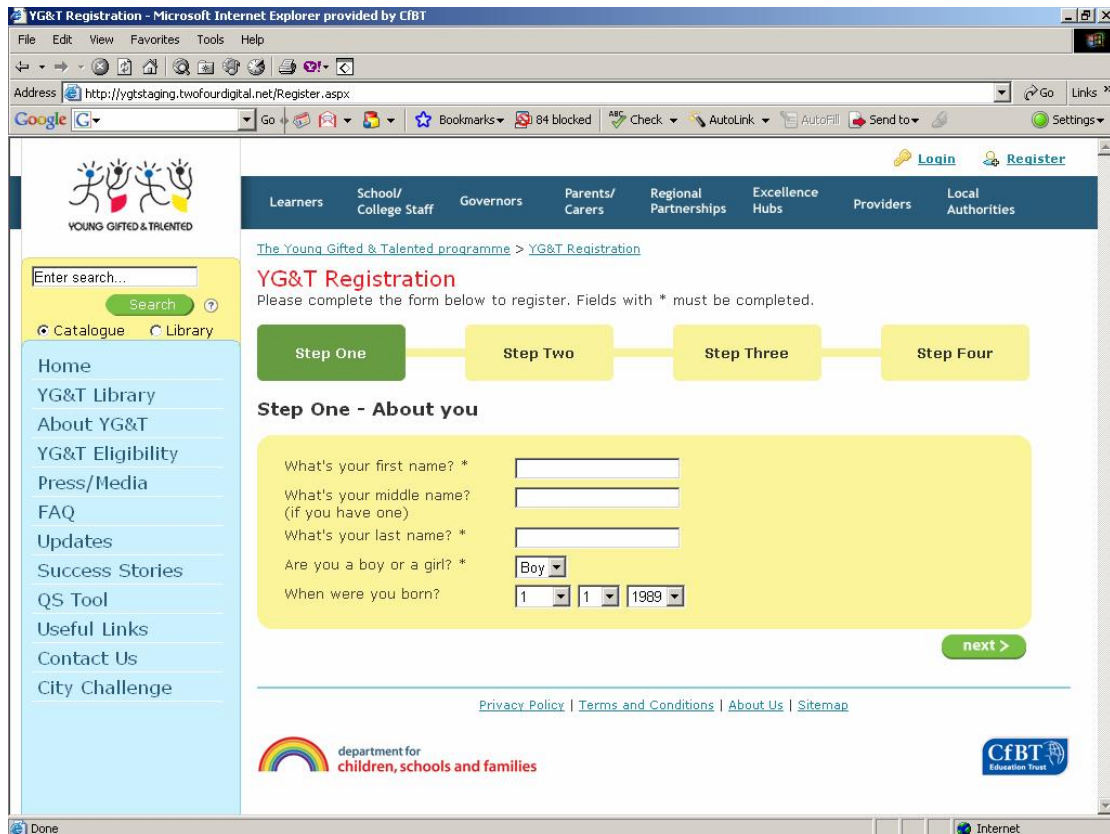 YG&T Registration - Microsoft Internet Explorer provided by CfBT
File Edit View Favorites Tools Help
Address http://ygtstaging.twofourdigital.net/Register.aspx Go Links »
Google G Go Bookmarks 84 blocked ABC Check AutoLink AutoFill Send to Settings
Login Register
YOUNG GIFTED & TALENTED
Learners School/ College Staff Governors Parents/ Carers Regional Partnerships Excellence Hubs Providers Local Authorities
The Young Gifted & Talented programme > YG&T Registration
Enter search...
Search ?
Catalogue Library
YG&T Registration
Please complete the form below to register. Fields with * must be completed.
Step One Step Two Step Three Step Four
Home
YG&T Library
About YG&T
YG&T Eligibility
Press/Media
FAQ
Updates
Success Stories
QS Tool
Useful Links
Contact Us
City Challenge
Step One - About you
What's your first name? *
What's your middle name?
(if you have one)
What's your last name? *
Are you a boy or a girl? * Boy
When were you born? 1 1 1989
next >
Privacy Policy | Terms and Conditions | About Us | Sitemap
department for
children, schools and families
CfBT
Education Trust
Done Internet